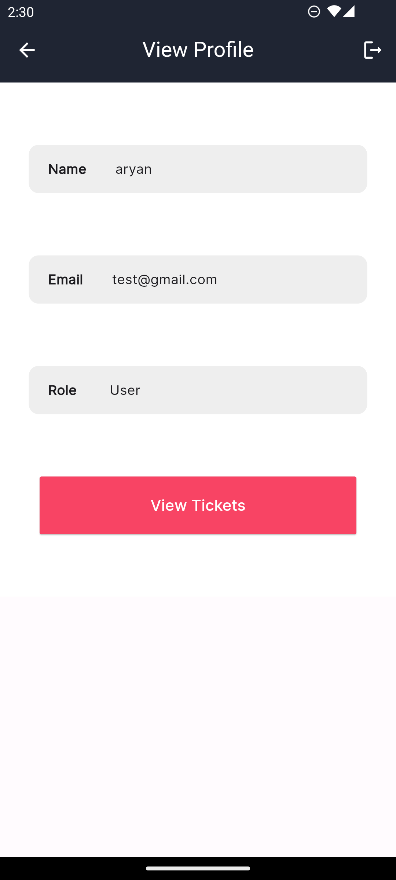 2:30
View Profile
Name aryan
Email test@gmail.com
Role User
View Tickets